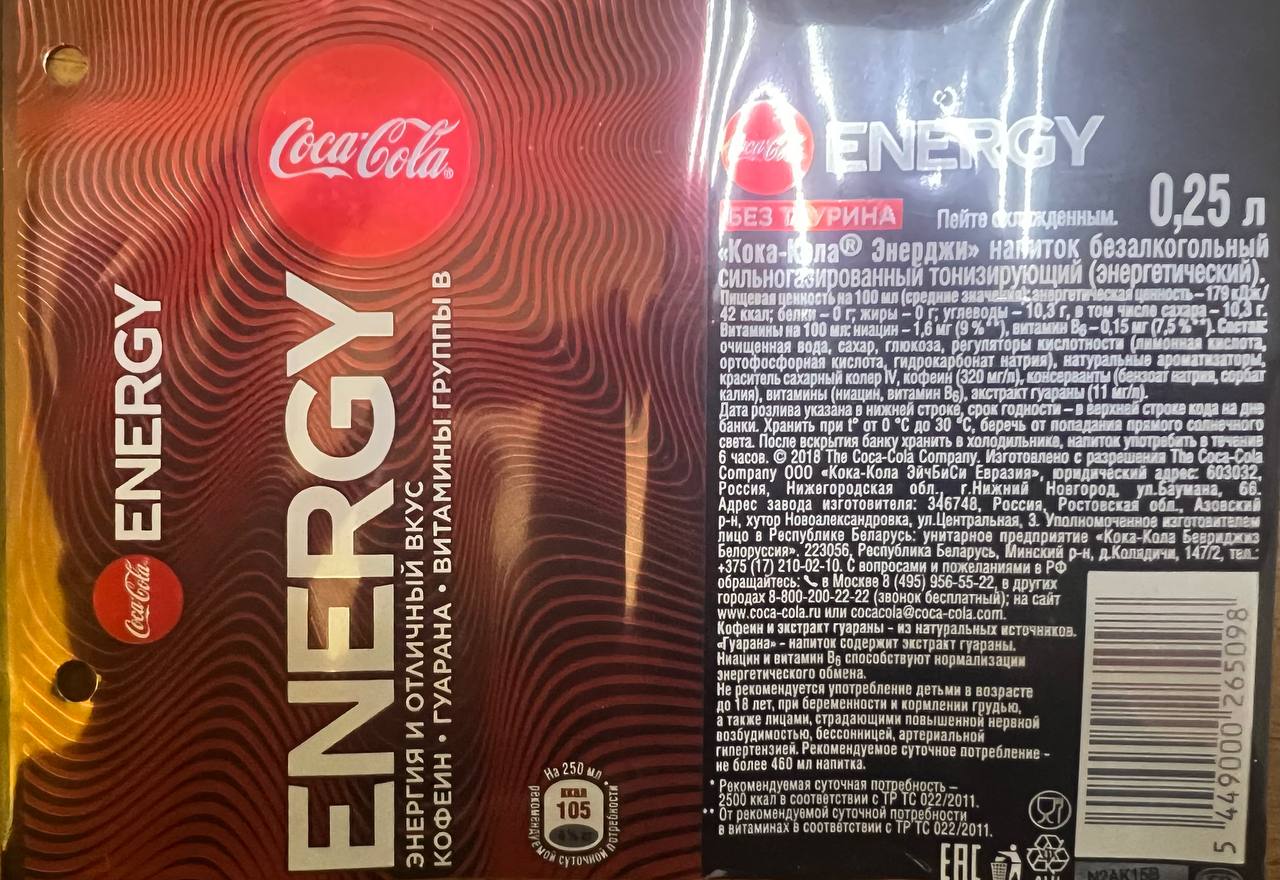 Coca-Cola
ENERGY
Coca-Cola®
ENERGY
ЭНЕРГИЯ И ОТЛИЧНЫЙ ВКУС
КОФЕИН • ГУАРАНА • ВИТАМИНЫ ГРУППЫ B
На 250 мл
ккал
105
рекомендуемой суточной потребности*
Coca-Cola
ENERGY
БЕЗ ТАУРИНА
Пейте охлажденным.
0,25 л
«Кока-Кола® Энерджи» напиток безалкогольный
сильногазированный тонизирующий (энергетический).
Пищевая ценность на 100 мл (средние значения): энергетическая ценность – 179 кДж/
42 ккал; белки – 0 г; жиры – 0 г; углеводы – 10,3 г, в том числе сахара – 10,3 г.
Витамины на 100 мл: ниацин – 1,6 мг (9 %**), витамин B6 – 0,15 мг (7,5 %**). Состав:
очищенная вода, сахар, глюкоза, регуляторы кислотности (лимонная кислота,
ортофосфорная кислота, гидрокарбонат натрия), натуральные ароматизаторы,
краситель сахарный колер IV, кофеин (320 мг/л), консерванты (бензоат натрия, сорбат
калия), витамины (ниацин, витамин B6), экстракт гуараны (11 мг/л).
Дата розлива указана в нижней строке, срок годности – в верхней строке кода на дне
банки. Хранить при t° от 0 °C до 30 °C, беречь от попадания прямого солнечного
света. После вскрытия банку хранить в холодильнике, напиток употребить в течение
6 часов. © 2018 The Coca-Cola Company. Изготовлено с разрешения The Coca-Cola
Company ООО «Кока-Кола ЭйчБиСи Евразия», юридический адрес: 603032,
Россия, Нижегородская обл., г.Нижний Новгород, ул.Баумана, 66.
Адрес завода изготовителя: 346748, Россия, Ростовская обл., Азовский
р-н, хутор Новоалександровка, ул.Центральная, 3. Уполномоченное изготовителем
лицо в Республике Беларусь: унитарное предприятие «Кока-Кола Бевриджиз
Белоруссия». 223056, Республика Беларусь, Минский р-н, д.Колядичи, 147/2, тел.:
+375 (17) 210-02-10. С вопросами и пожеланиями в РФ
обращайтесь: в Москве 8 (495) 956-55-22, в других
городах 8-800-200-22-22 (звонок бесплатный); на сайт
www.coca-cola.ru или cocacola@coca-cola.com.
Кофеин и экстракт гуараны - из натуральных источников.
«Гуарана» - напиток содержит экстракт гуараны.
Ниацин и витамин B6 способствуют нормализации
энергетического обмена.
Не рекомендуется употребление детьми в возрасте
до 18 лет, при беременности и кормлении грудью,
а также лицами, страдающими повышенной нервной
возбудимостью, бессонницей, артериальной
гипертензией. Рекомендуемое суточное потребление -
не более 460 мл напитка.
* Рекомендуемая суточная потребность –
2500 ккал в соответствии с ТР ТС 022/2011.
** От рекомендуемой суточной потребности
в витаминах в соответствии с ТР ТС 022/2011.
EAC
N2AK15B
5 449000 265098